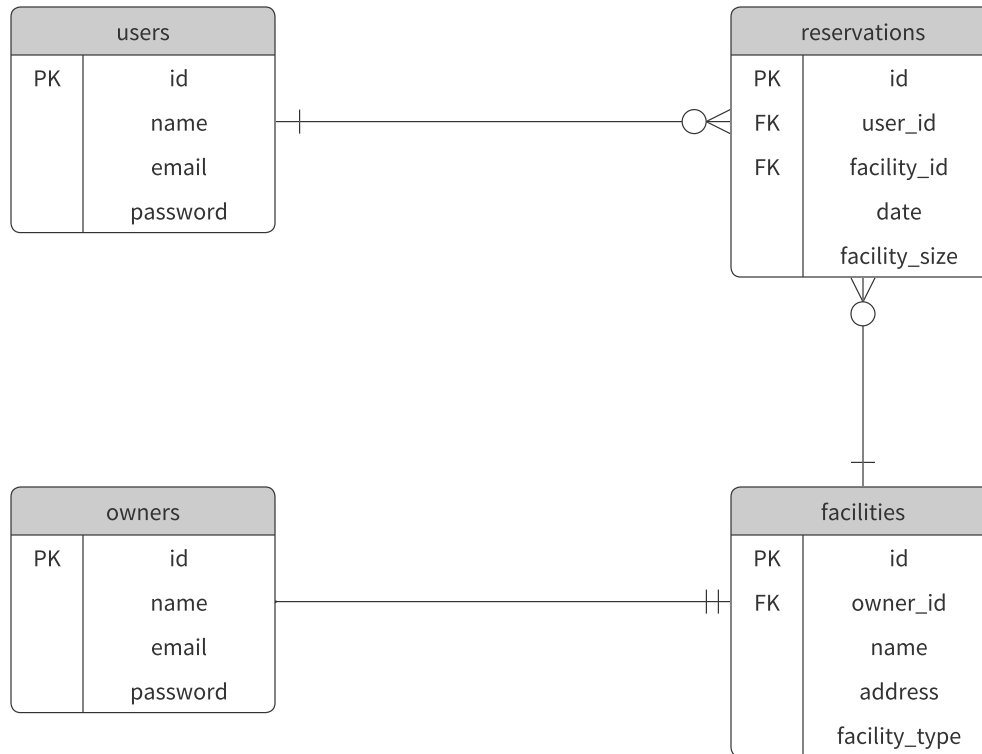 users
PK id
name
email
password
reservations
PK id
FK user_id
FK facility_id
date
facility_size
owners
PK id
name
email
password
facilities
PK id
FK owner_id
name
address
facility_type